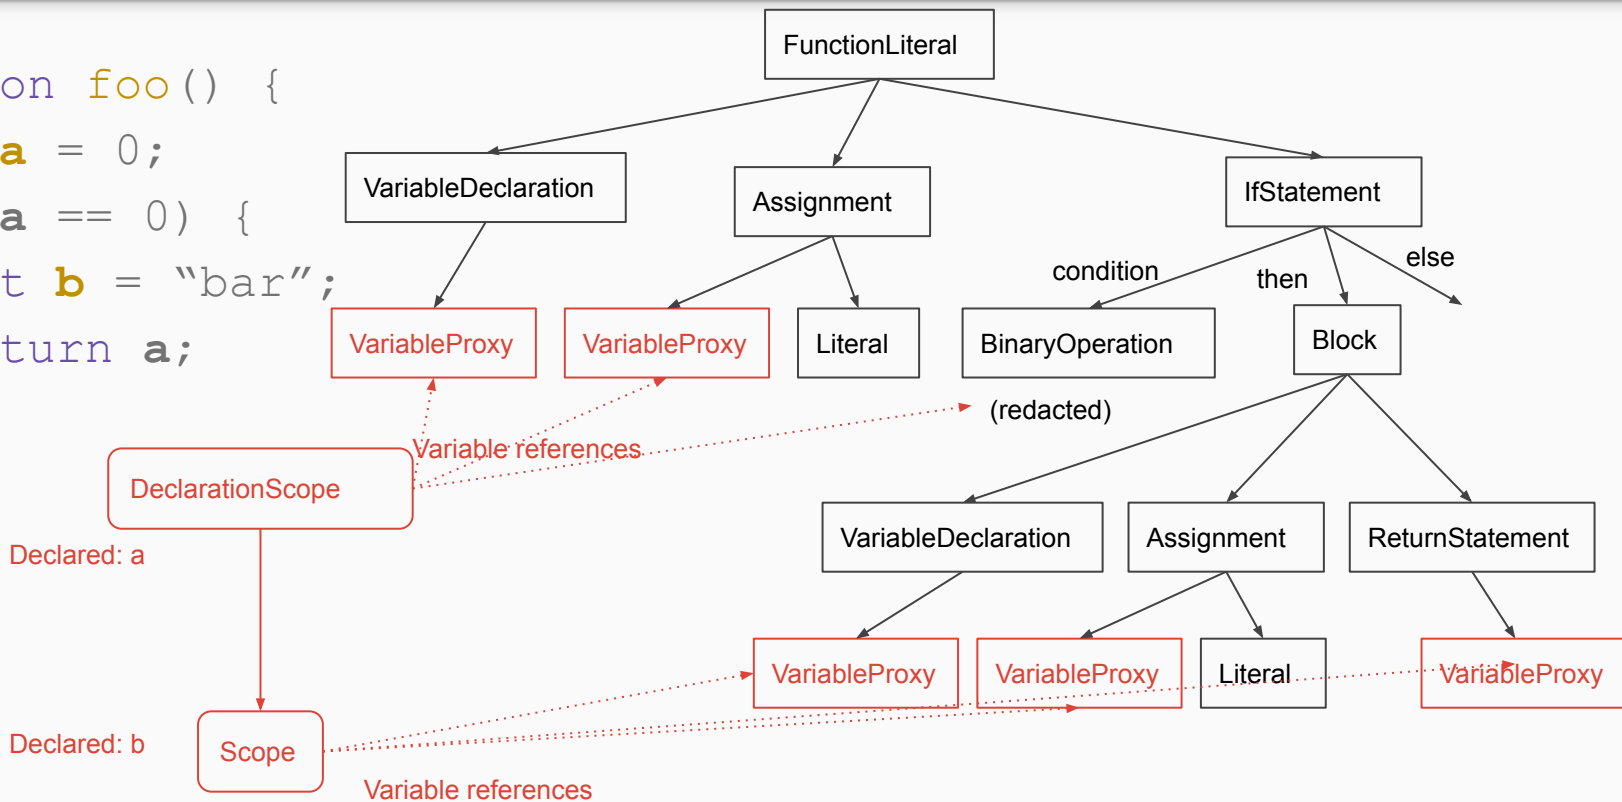 on foo() {
a = 0;
a == 0) {
t b = “bar”;
turn a;
FunctionLiteral
VariableDeclaration
Assignment
IfStatement
condition
then
else
VariableProxy
VariableProxy
Literal
BinaryOperation
Block
(redacted)
Variable references
DeclarationScope
Declared: a
VariableDeclaration
Assignment
ReturnStatement
VariableProxy
VariableProxy
Literal
VariableProxy
Declared: b
Scope
Variable references